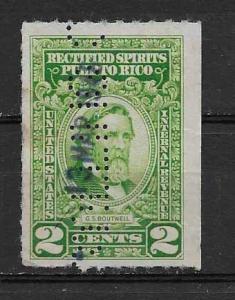 RECTIFIED SPIRITS
PUERTO RICO
UNITED STATES
INTERNAL REVENUE
G.S. BOUTWELL
2 CENTS 2